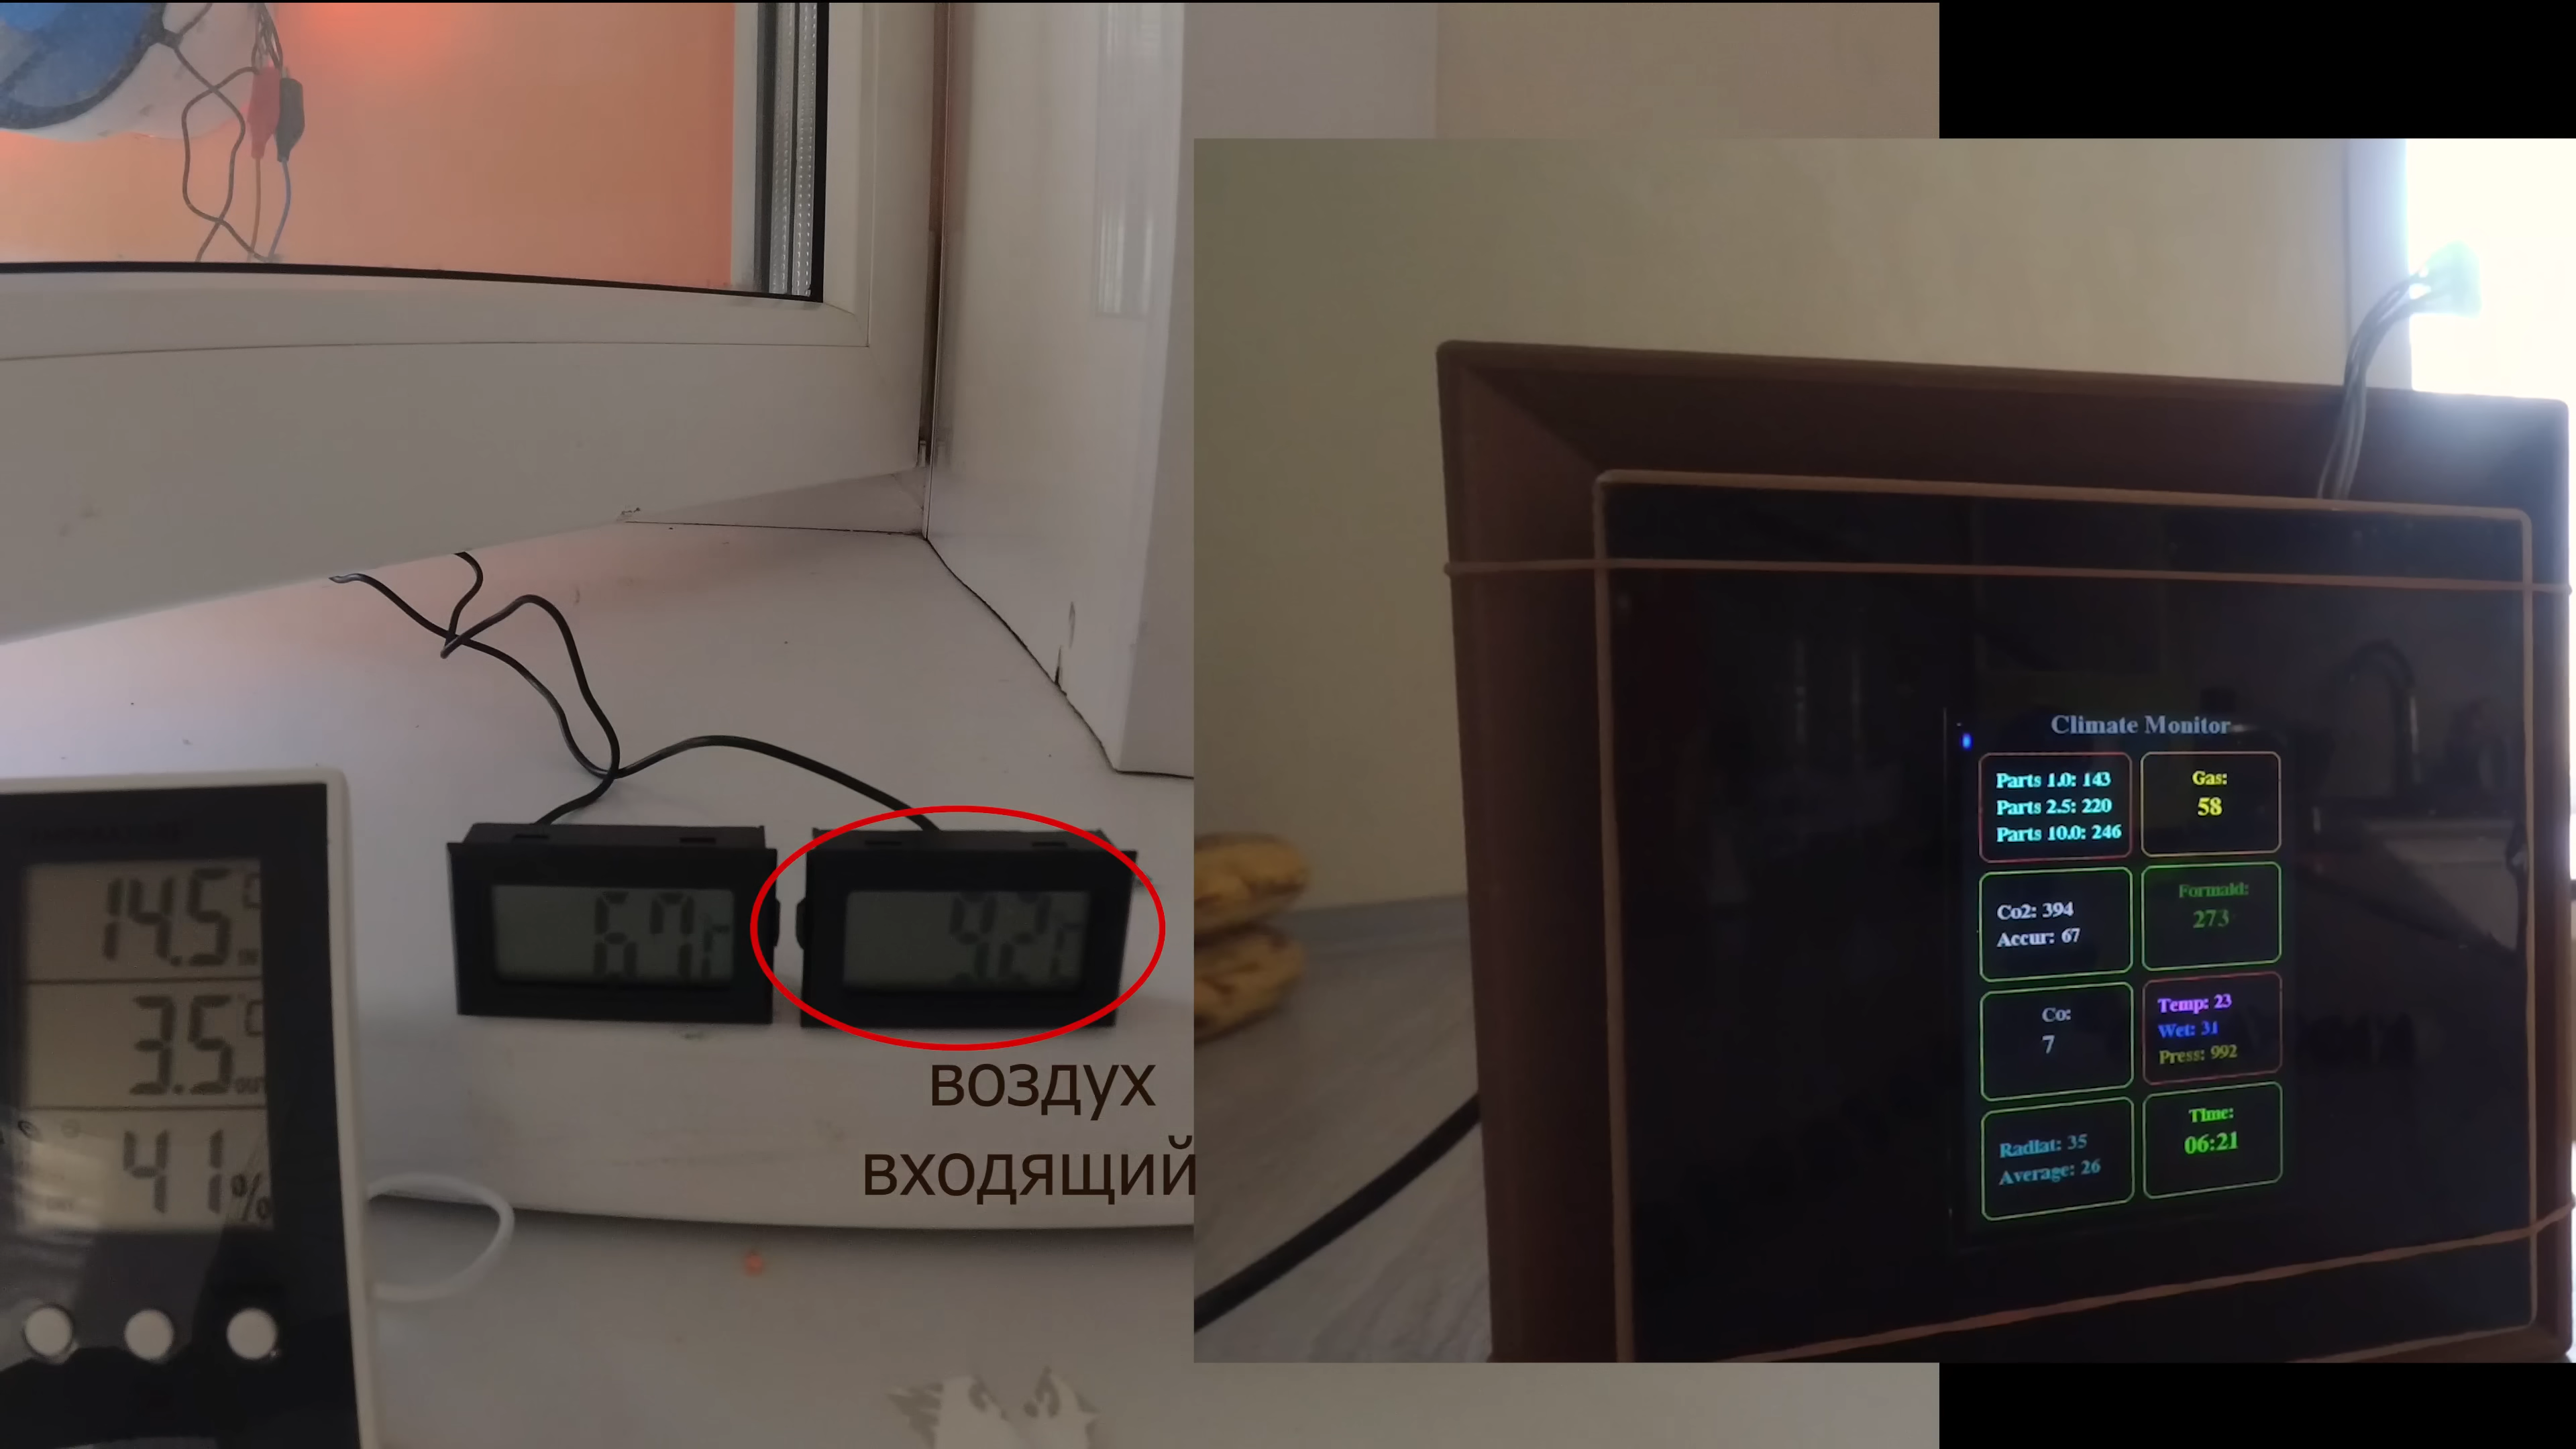 14.5
3.5
41%
воздух
входящий
Climate Monitor
Parts 1.0: 143
Parts 2.5: 220
Parts 10.0: 246
Gas:
58
Co2: 394
Accur: 67
Formald:
273
Co:
7
Temp: 23
Wet: 31
Press: 992
Radiat: 35
Average: 26
Time:
06:21